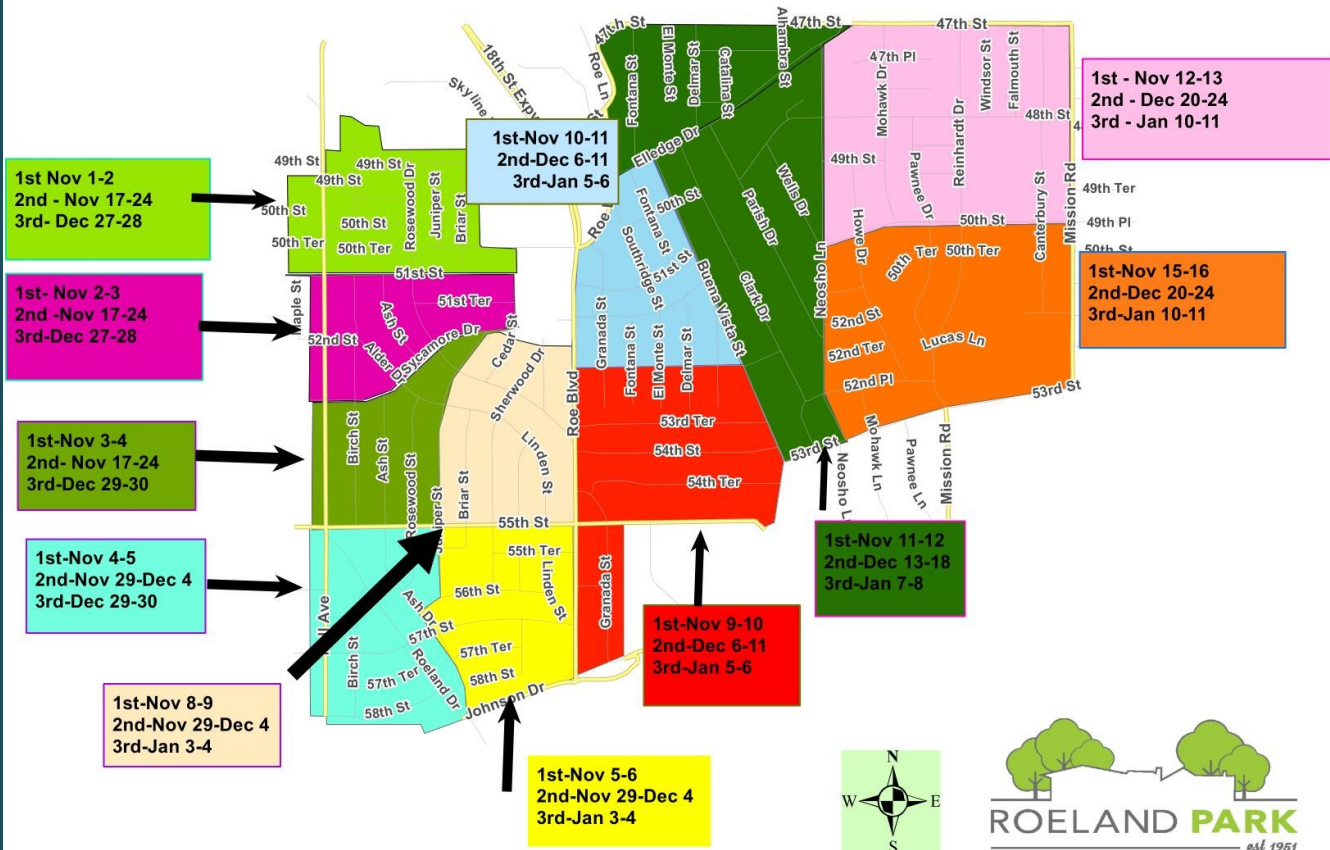 47th St
47th St
47th St
Roe Ln
18th St Expy
Skyline
Fontana St
El Monte St
Delmar St
Catalina St
Alhambra St
47th Pl
Mohawk Dr
Windsor St
Falmouth St
Reinhardt Dr
48th St
Elledge Dr
49th St
Pawnee Dr
Canterbury St
Mission Rd
49th Ter
49th Pl
50th St
50th St
1st - Nov 12-13
2nd - Dec 20-24
3rd - Jan 10-11
1st-Nov 10-11
2nd-Dec 6-11
3rd-Jan 5-6
1st Nov 1-2
2nd - Nov 17-24
3rd- Dec 27-28
49th St
49th St
49th St
50th St
50th St
50th Ter
50th Ter
Rosewood Dr
Juniper St
Briar St
51st St
Fontana St
50th St
Southridge St
51st St
Wells Dr
Parish Dr
Clark Dr
Buena Vista St
Neosho Ln
Howe Dr
50th Ter
50th Ter
1st-Nov 15-16
2nd-Dec 20-24
3rd-Jan 10-11
1st- Nov 2-3
2nd -Nov 17-24
3rd-Dec 27-28
Maple St
51st Ter
Ash St
52nd St
Alder Dr
Sycamore Dr
Cedar St
Sherwood Dr
Roe Blvd
Granada St
Fontana St
El Monte St
Delmar St
52nd St
52nd Ter
52nd Pl
Lucas Ln
53rd St
1st-Nov 3-4
2nd- Nov 17-24
3rd-Dec 29-30
Birch St
Ash St
Rosewood St
Juniper St
Briar St
Linden St
53rd Ter
54th St
54th Ter
53rd St
Mohawk Ln
Pawnee Ln
Mission Rd
55th St
1st-Nov 4-5
2nd-Nov 29-Dec 4
3rd-Dec 29-30
Birch St
Ash Dr
57th St
57th Ter
58th St
Roeland Dr
55th Ter
56th St
Linden St
57th Ter
58th St
Johnson Dr
Granada St
1st-Nov 11-12
2nd-Dec 13-18
3rd-Jan 7-8
1st-Nov 9-10
2nd-Dec 6-11
3rd-Jan 5-6
1st-Nov 8-9
2nd-Nov 29-Dec 4
3rd-Jan 3-4
1st-Nov 5-6
2nd-Nov 29-Dec 4
3rd-Jan 3-4
N
W E
S
ROELAND PARK
est 1951